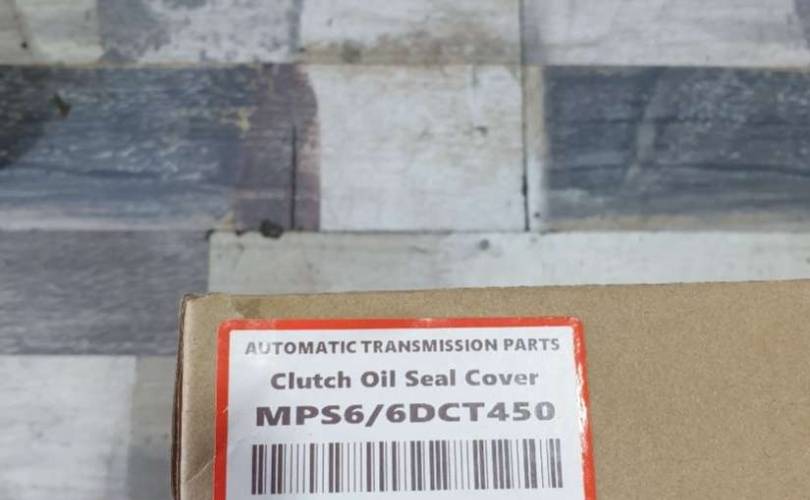 AUTOMATIC TRANSMISSION PARTS
Clutch Oil Seal Cover
MPS6/6DCT450